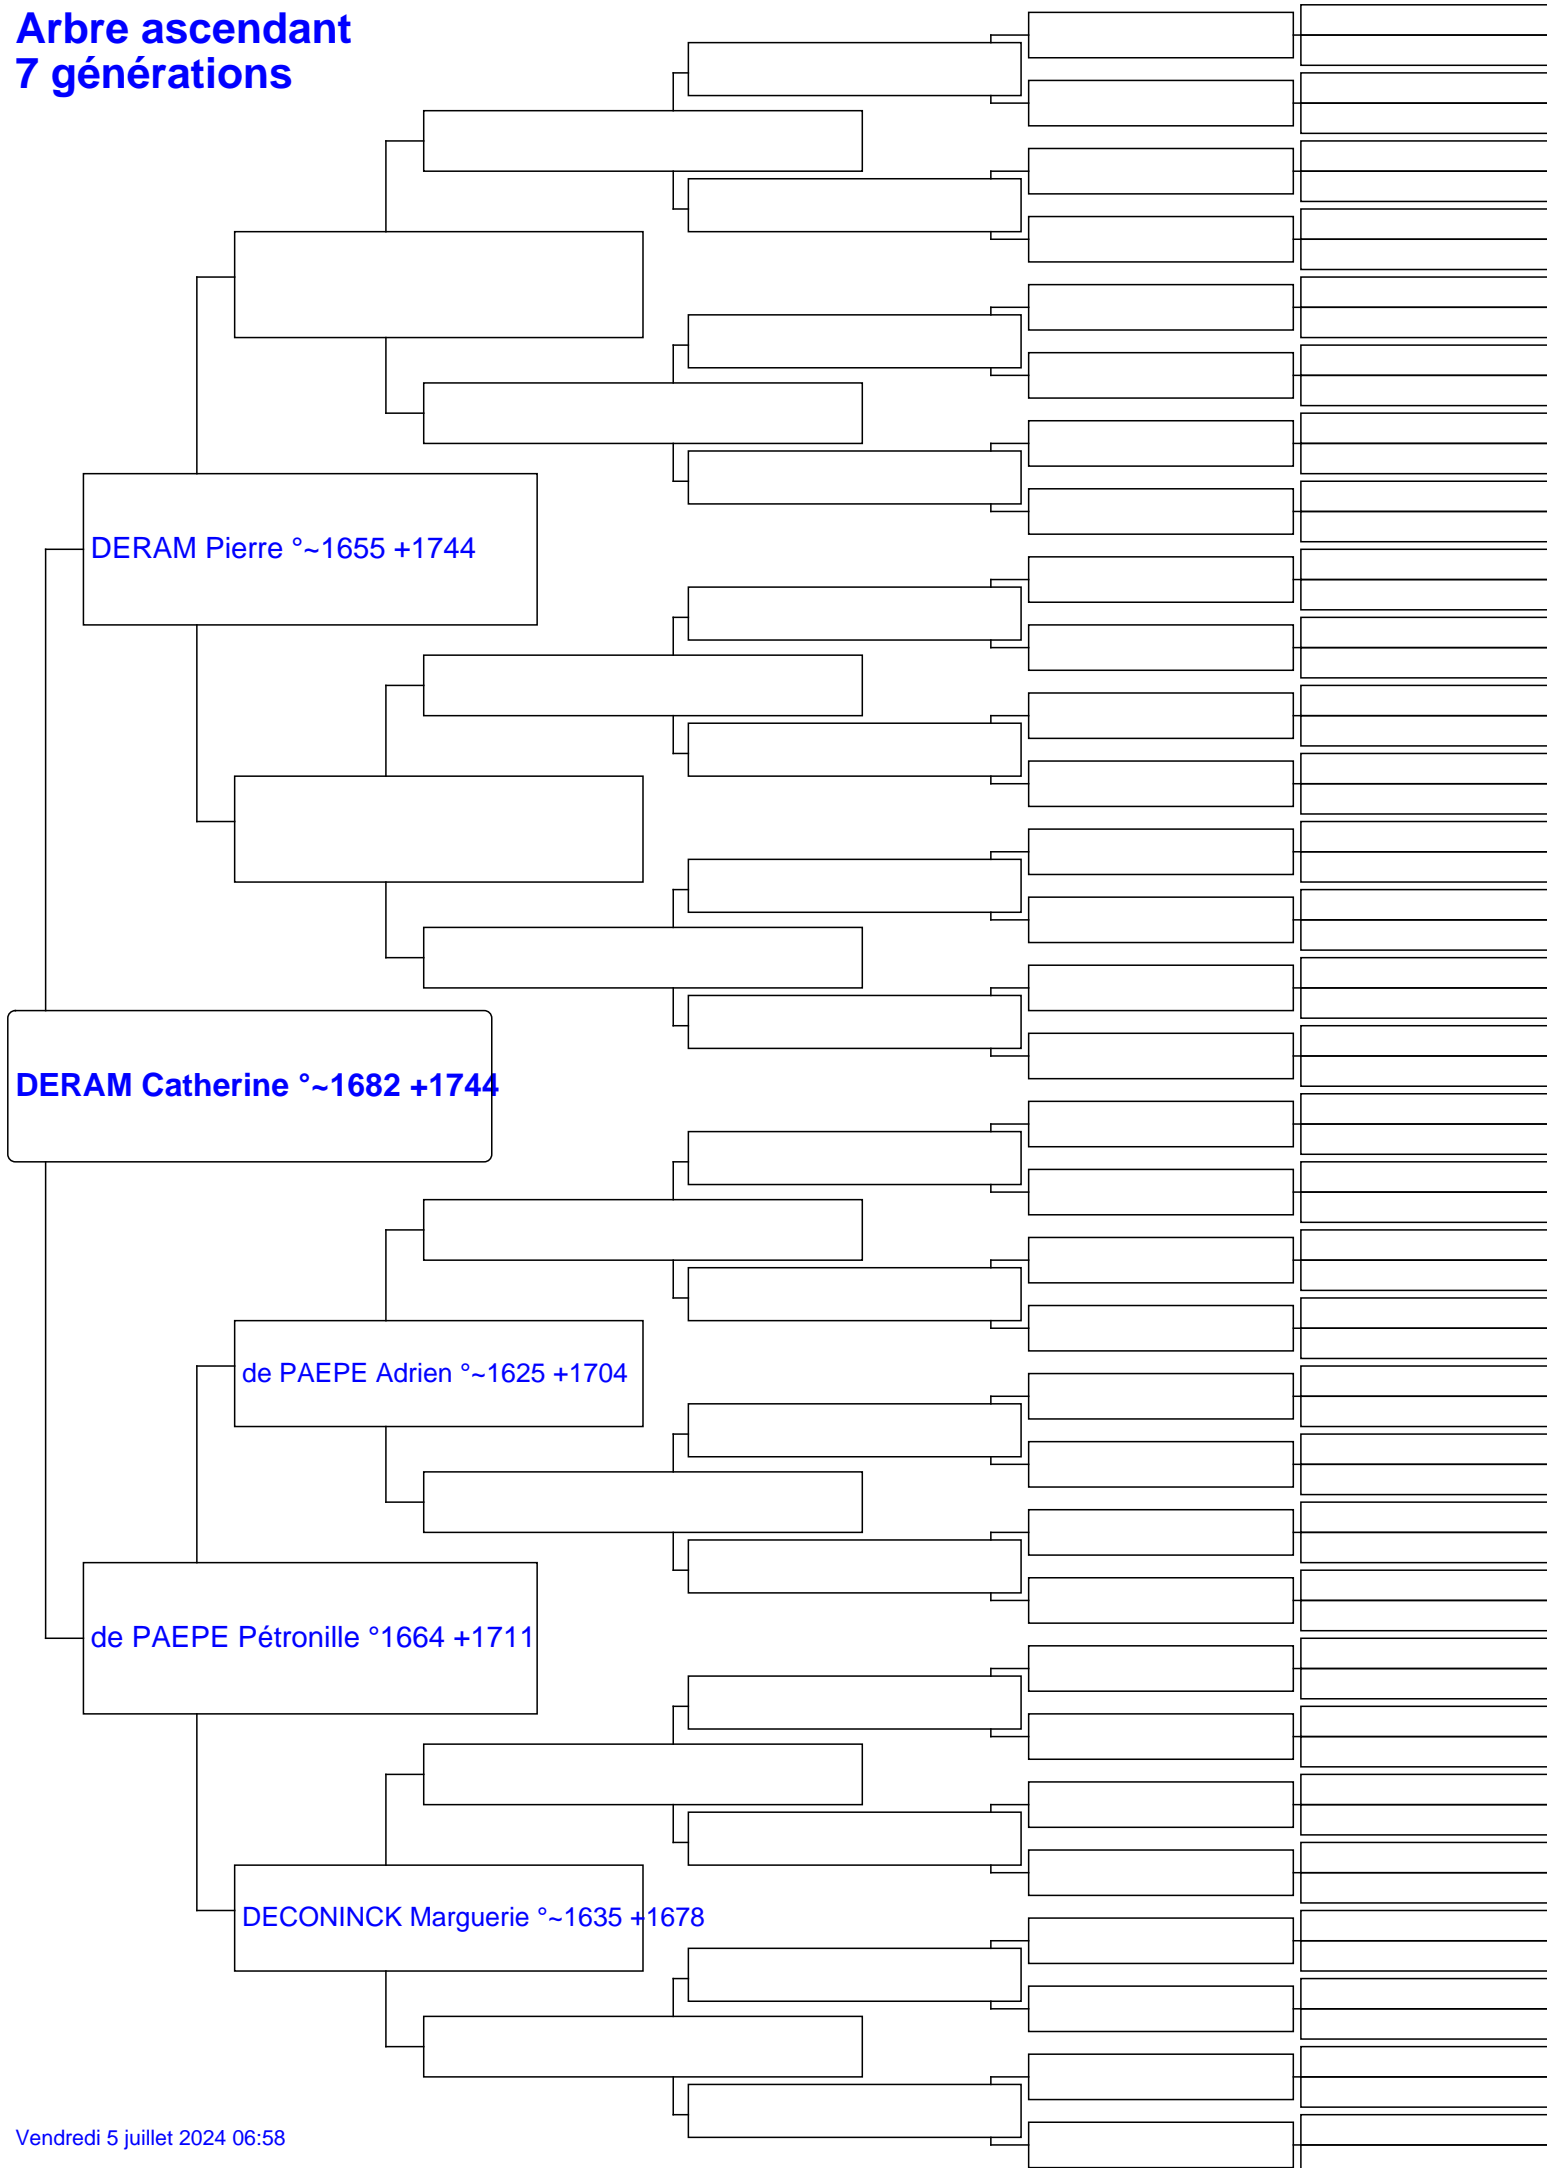 Arbre ascendant
7 générations
DERAM Pierre °~1655 +1744
DERAM Catherine °~1682 +1744
de PAEPE Adrien °~1625 +1704
de PAEPE Pétronille °1664 +1711
DECONINCK Marguerie °~1635 +1678
Vendredi 5 juillet 2024 06:58